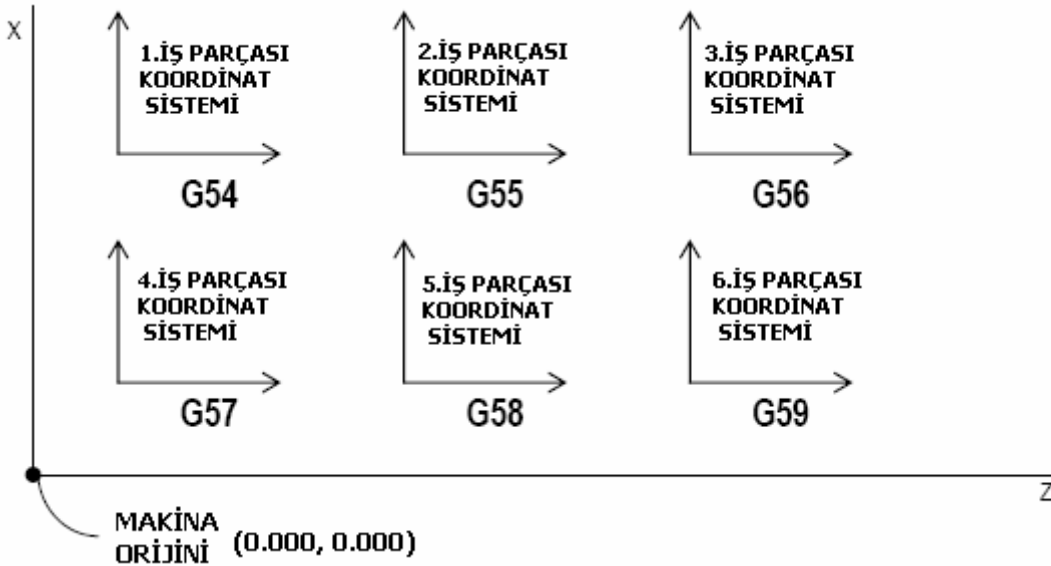 X
1.İŞ PARÇASI
KOORDİNAT
SİSTEMİ
G54
2.İŞ PARÇASI
KOORDİNAT
SİSTEMİ
G55
3.İŞ PARÇASI
KOORDİNAT
SİSTEMİ
G56
4.İŞ PARÇASI
KOORDİNAT
SİSTEMİ
G57
5.İŞ PARÇASI
KOORDİNAT
SİSTEMİ
G58
6.İŞ PARÇASI
KOORDİNAT
SİSTEMİ
G59
Z
MAKİNA
ORİJİNİ (0.000, 0.000)